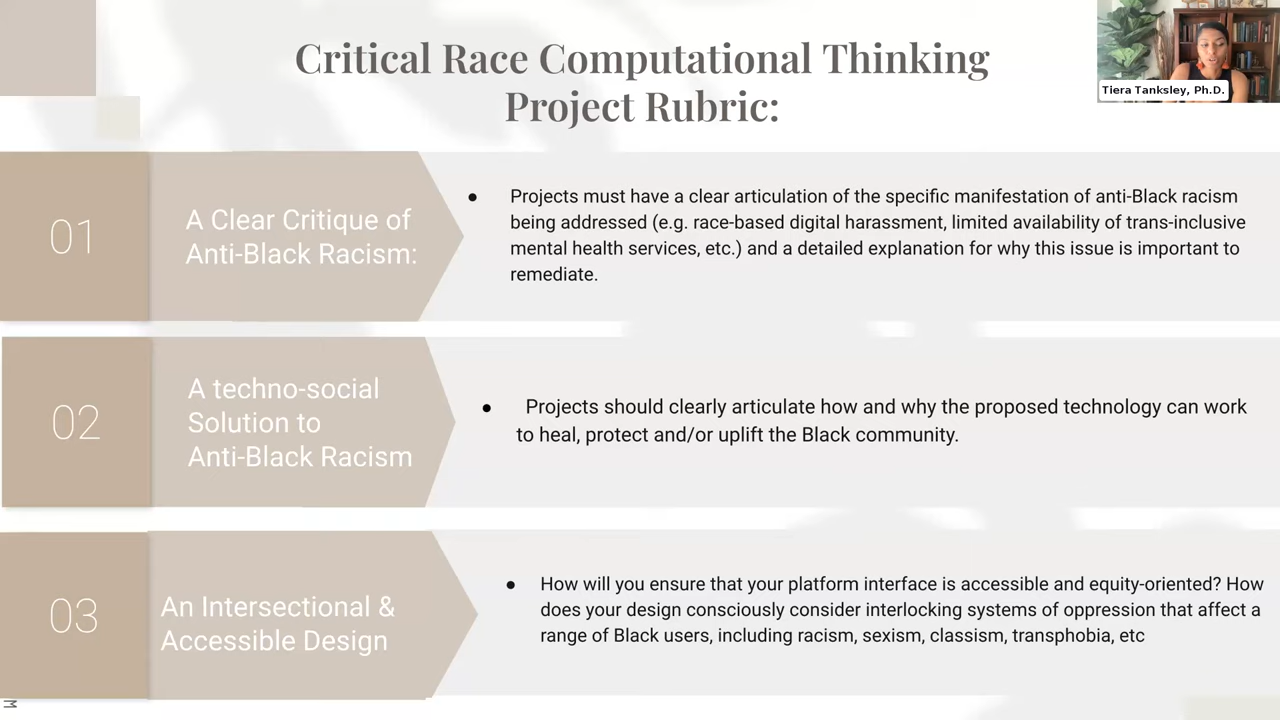 Critical Race Computational Thinking
Project Rubric:
Tiera Tanksley, Ph.D.
01
A Clear Critique of
Anti-Black Racism:
● Projects must have a clear articulation of the specific manifestation of anti-Black racism
being addressed (e.g. race-based digital harassment, limited availability of trans-inclusive
mental health services, etc.) and a detailed explanation for why this issue is important to
remediate.
02
A techno-social
Solution to
Anti-Black Racism
● Projects should clearly articulate how and why the proposed technology can work
to heal, protect and/or uplift the Black community.
03
An Intersectional &
Accessible Design
● How will you ensure that your platform interface is accessible and equity-oriented? How
does your design consciously consider interlocking systems of oppression that affect a
range of Black users, including racism, sexism, classism, transphobia, etc